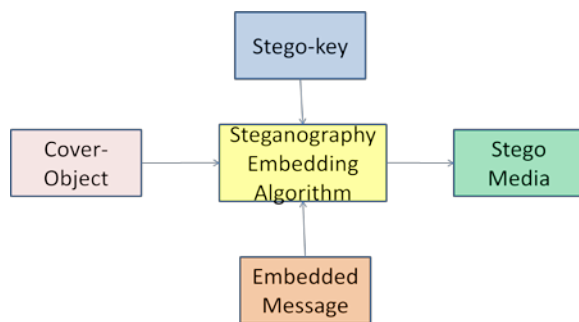 Stego-key
Cover-
Object
Steganography
Embedding
Algorithm
Stego
Media
Embedded
Message